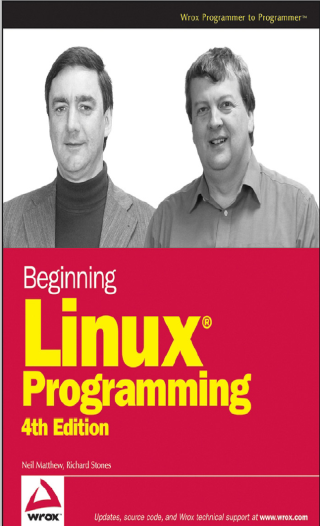 Wrox Programmer to Programmer™
Beginning
Linux®
Programming
4th Edition
Neil Matthew, Richard Stones
wrox™
Updates, source code, and Wrox technical support at www.wrox.com